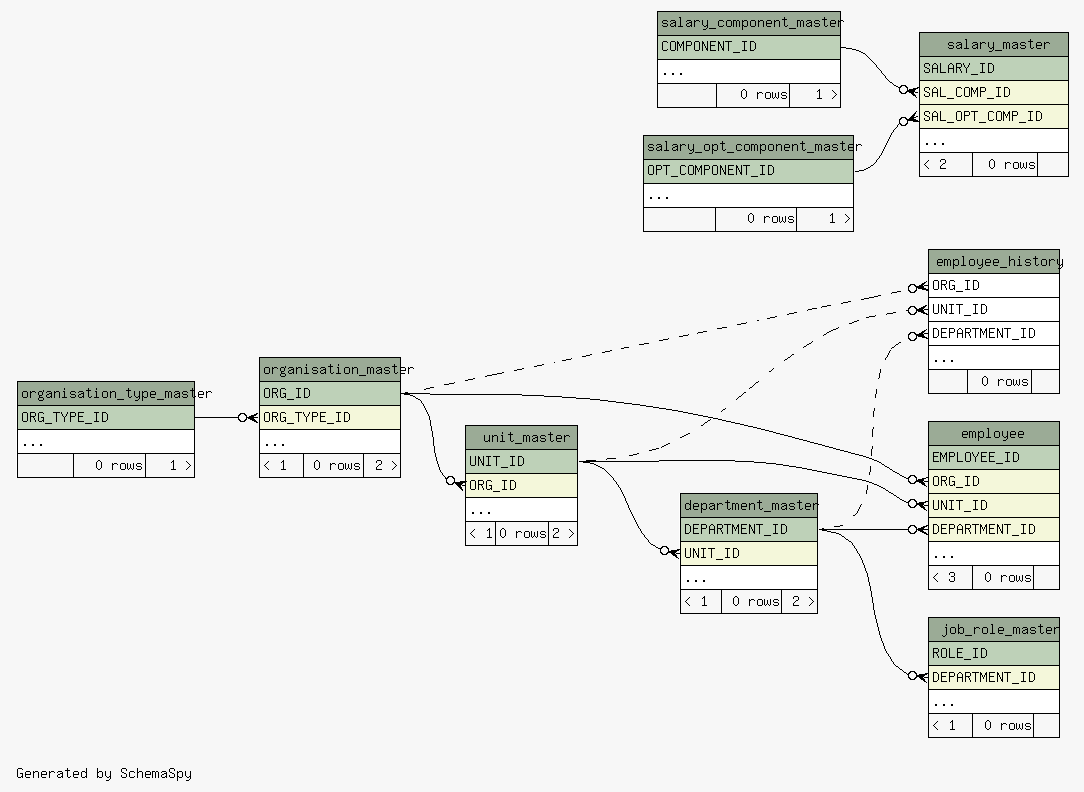 salary_component_master
COMPONENT_ID
...
0 rows 1 >
salary_master
SALARY_ID
SAL_COMP_ID
SAL_OPT_COMP_ID
...
< 2 0 rows
salary_opt_component_master
OPT_COMPONENT_ID
...
0 rows 1 >
employee_history
ORG_ID
UNIT_ID
DEPARTMENT_ID
...
0 rows
organisation_type_master
ORG_TYPE_ID
...
0 rows 1 >
organisation_master
ORG_ID
ORG_TYPE_ID
...
< 1 0 rows 2 >
unit_master
UNIT_ID
ORG_ID
...
< 1 0 rows 2 >
department_master
DEPARTMENT_ID
UNIT_ID
...
< 1 0 rows 2 >
employee
EMPLOYEE_ID
ORG_ID
UNIT_ID
DEPARTMENT_ID
...
< 3 0 rows
job_role_master
ROLE_ID
DEPARTMENT_ID
...
< 1 0 rows
Generated by SchemaSpy